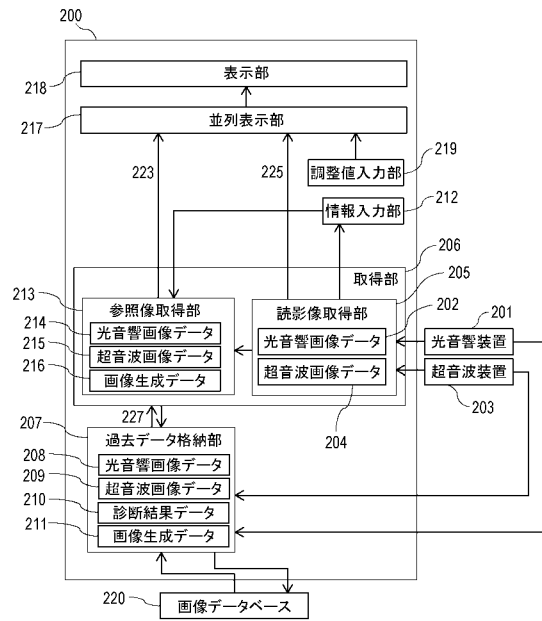 200
表示部
218
並列表示部
217
223
225
219
調整値入力部
212
情報入力部
206
取得部
205
213
参照像取得部
読影像取得部
202
201
214
光音響画像データ
光音響画像データ
光音響装置
215
超音波画像データ
超音波画像データ
超音波装置
216
画像生成データ
204
203
227
207
過去データ格納部
208
光音響画像データ
209
超音波画像データ
210
診断結果データ
211
画像生成データ
220
画像データベース